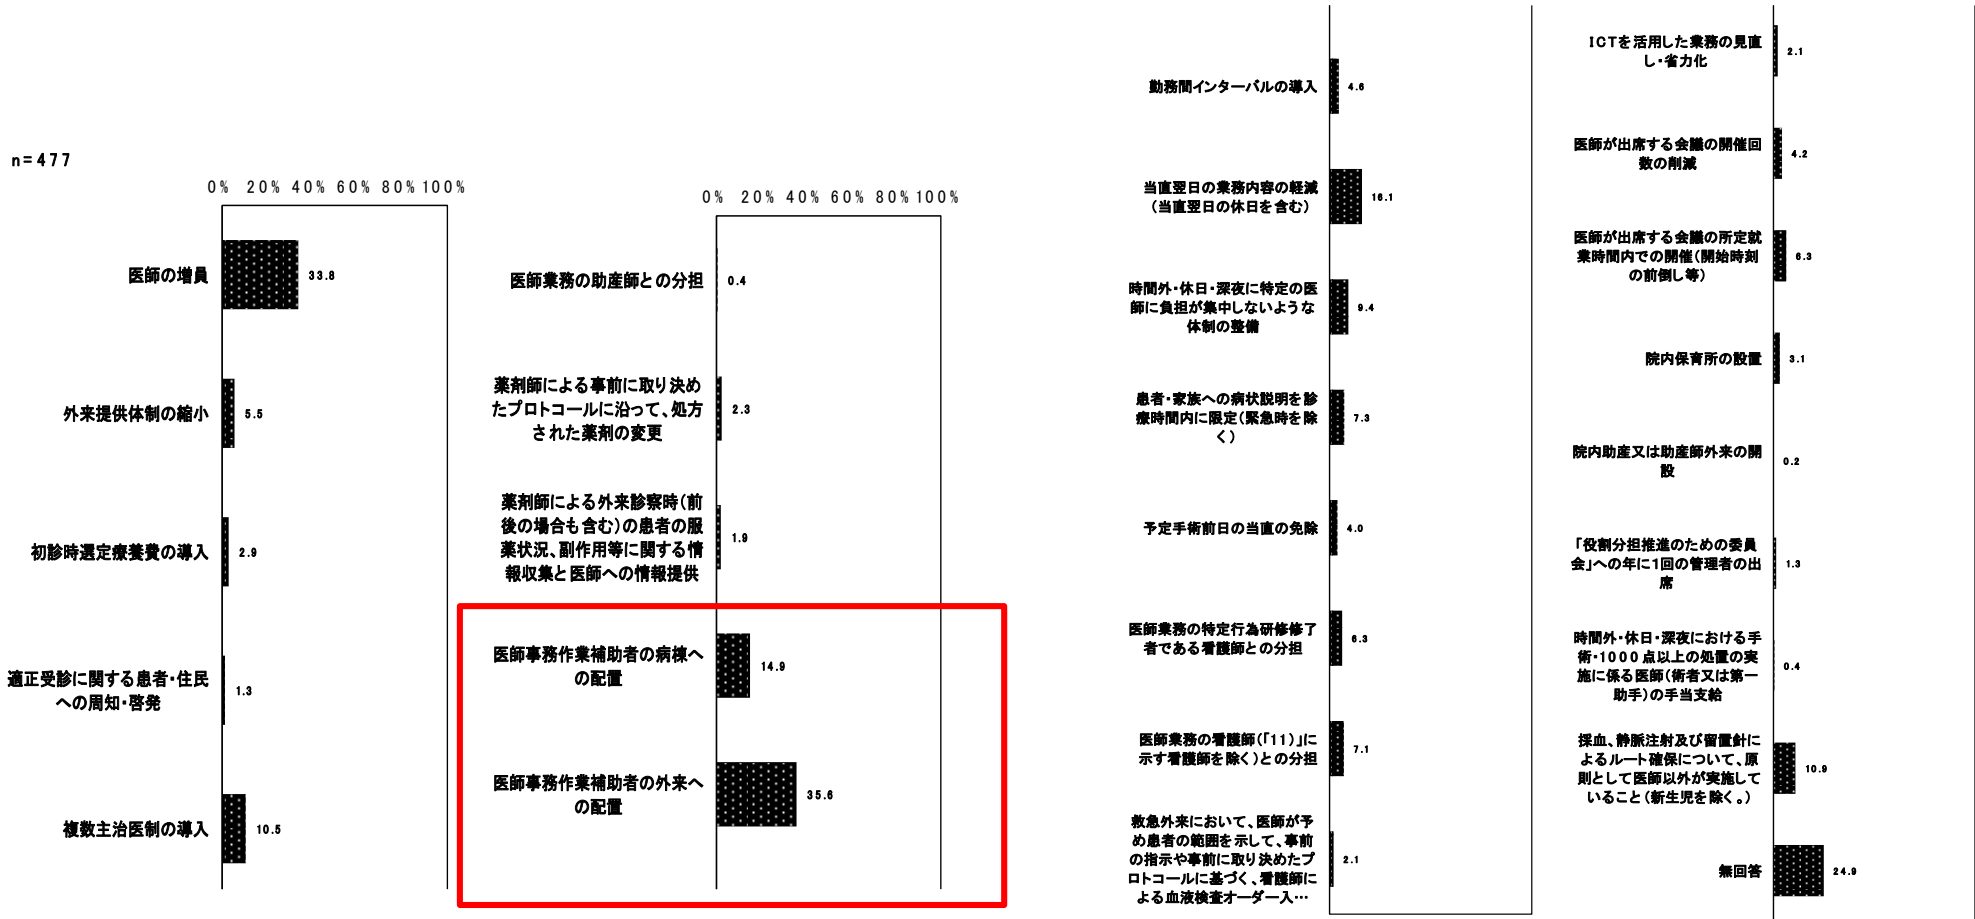 n=477
0% 20% 40% 60% 80% 100%
医師の増員
33.8
外来提供体制の縮小
5.5
初診時選定療養費の導入
2.9
適正受診に関する患者・住民
への周知・啓発
1.3
複数主治医制の導入
10.5
0% 20% 40% 60% 80% 100%
医師業務の助産師との分担
0.4
薬剤師による事前に取り決め
たプロトコールに沿って、処方
された薬剤の変更
2.3
薬剤師による外来診察時(前
後の場合も含む)の患者の服
薬状況、副作用等に関する情
報収集と医師への情報提供
1.9
医師事務作業補助者の病棟へ
の配置
14.9
医師事務作業補助者の外来へ
の配置
35.6
勤務間インターバルの導入
4.6
当直翌日の業務内容の軽減
(当直翌日の休日を含む)
16.1
時間外・休日・深夜に特定の医
師に負担が集中しないような
体制の整備
9.4
患者・家族への病状説明を診
療時間内に限定(緊急時を除
く)
7.3
予定手術前日の当直の免除
4.0
医師業務の特定行為研修修了
者である看護師との分担
6.3
医師業務の看護師(「11)」に
示す看護師を除く)との分担
7.1
救急外来において、医師が予
め患者の範囲を示して、事前
の指示や事前に取り決めたプ
ロトコールに基づく、看護師に
よる血液検査オーダー入…
2.1
ICTを活用した業務の見直
し・省力化
2.1
医師が出席する会議の開催回
数の削減
4.2
医師が出席する会議の所定就
業時間内での開催(開始時刻
の前倒し等)
6.3
院内保育所の設置
3.1
院内助産又は助産師外来の開
設
0.2
「役割分担推進のための委員
会」への年に1回の管理者の出
席
1.3
時間外・休日・深夜における手
術・1000点以上の処置の実
施に係る医師(術者又は第一
助手)の手当支給
0.4
採血、静脈注射及び留置針に
よるルート確保について、原
則として医師以外が実施して
いること(新生児を除く。)
10.9
無回答
24.9